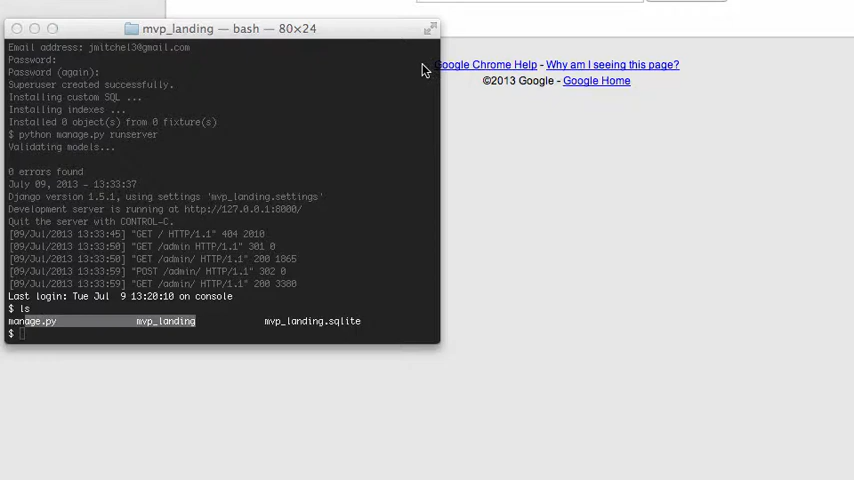 mvp_landing — bash — 80×24
Email address: jmitchel3@gmail.com
Password:
Password (again):
Superuser created successfully.
Installing custom SQL ...
Installing indexes ...
Installed 0 object(s) from 0 fixture(s)
$ python manage.py runserver
Validating models...
0 errors found
July 09, 2013 - 13:33:37
Django version 1.5.1, using settings 'mvp_landing.settings'
Development server is running at http://127.0.0.1:8000/
Quit the server with CONTROL-C.
[09/Jul/2013 13:33:45] "GET / HTTP/1.1" 404 2010
[09/Jul/2013 13:33:50] "GET /admin HTTP/1.1" 301 0
[09/Jul/2013 13:33:50] "GET /admin/ HTTP/1.1" 200 1865
[09/Jul/2013 13:33:59] "POST /admin/ HTTP/1.1" 302 0
[09/Jul/2013 13:33:59] "GET /admin/ HTTP/1.1" 200 3380
Last login: Tue Jul  9 13:20:10 on console
$ ls
manage.py mvp_landing mvp_landing.sqlite
$
Google Chrome Help - Why am I seeing this page?
©2013 Google - Google Home